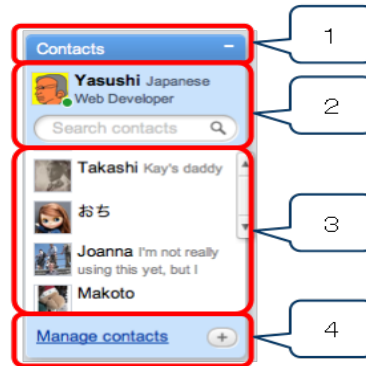 Contacts −
1
Yasushi Japanese
Web Developer
2
Search contacts
Takashi Kay's daddy
おち
3
Joanna I'm not really
using this yet, but I
Makoto
Manage contacts +
4